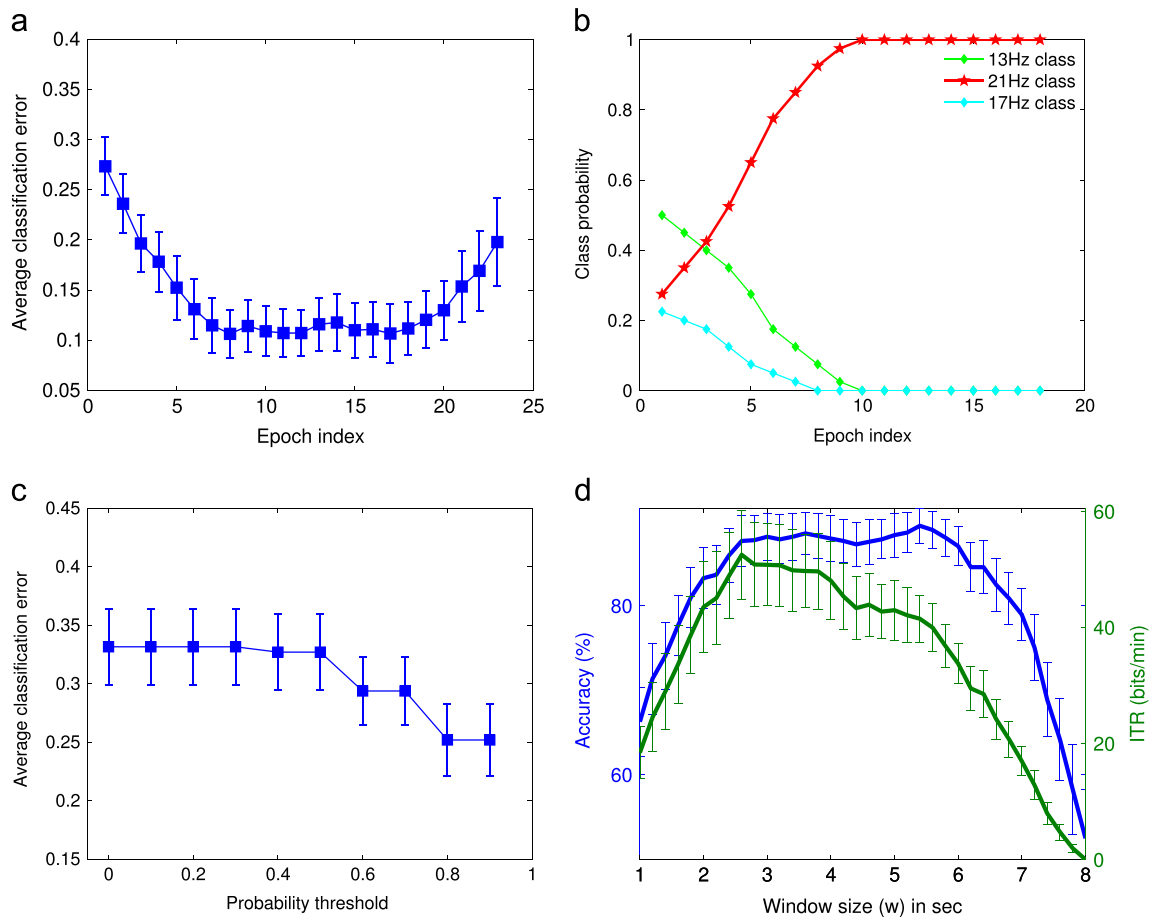 a
0.4
0.35
0.3
0.25
0.2
0.15
0.1
0.05
0 5 10 15 20 25
Average classification error
Epoch index
b
1
0.8
0.6
0.4
0.2
0
0 5 10 15 20
Class probability
Epoch index
13Hz class
21Hz class
17Hz class
c
0.45
0.4
0.35
0.3
0.25
0.2
0.15
0 0.2 0.4 0.6 0.8 1
Average classification error
Probability threshold
d
80
60
Accuracy (%)
60
40
20
0
ITR (bits/min)
1 2 3 4 5 6 7 8
Window size (w) in sec